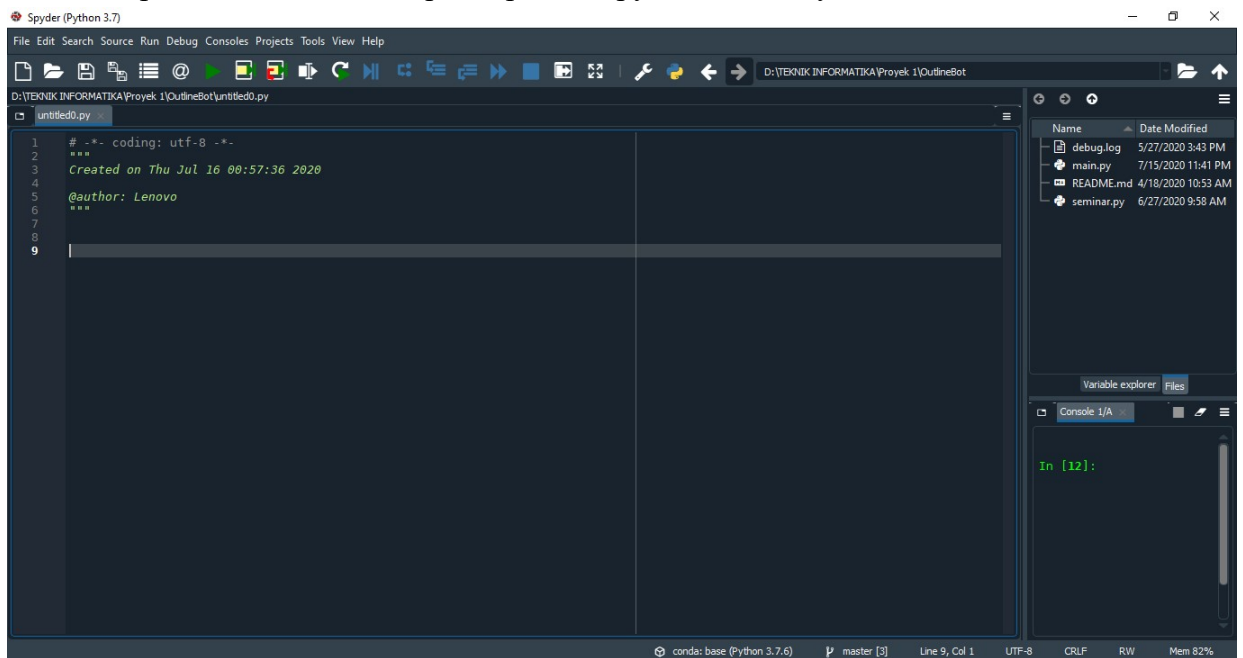 Spyder (Python 3.7)
File Edit Search Source Run Debug Consoles Projects Tools View Help
D:\TEKNIK INFORMATIKA\Proyek 1\OutlineBot
D:\TEKNIK INFORMATIKA\Proyek 1\OutlineBot\untitled0.py
untitled0.py
1 # -*- coding: utf-8 -*-
2 """
3 Created on Thu Jul 16 00:57:36 2020
4
5 @author: Lenovo
6 """
7
8
9
Name Date Modified
debug.log 5/27/2020 3:43 PM
main.py 7/15/2020 11:41 PM
README.md 4/18/2020 10:53 AM
seminar.py 6/27/2020 9:58 AM
Variable explorer Files
Console 1/A
In [12]:
conda: base (Python 3.7.6) master [3] Line 9, Col 1 UTF-8 CRLF RW Mem 82%